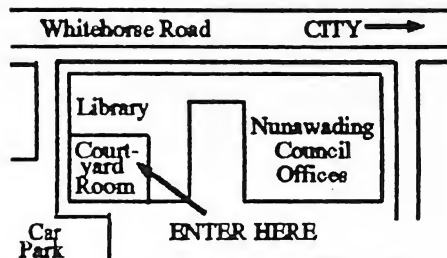 Whitehorse Road CITY
Library
Nunawading
Council
Offices
Court-
yard
Room
ENTER HERE
Car
Park